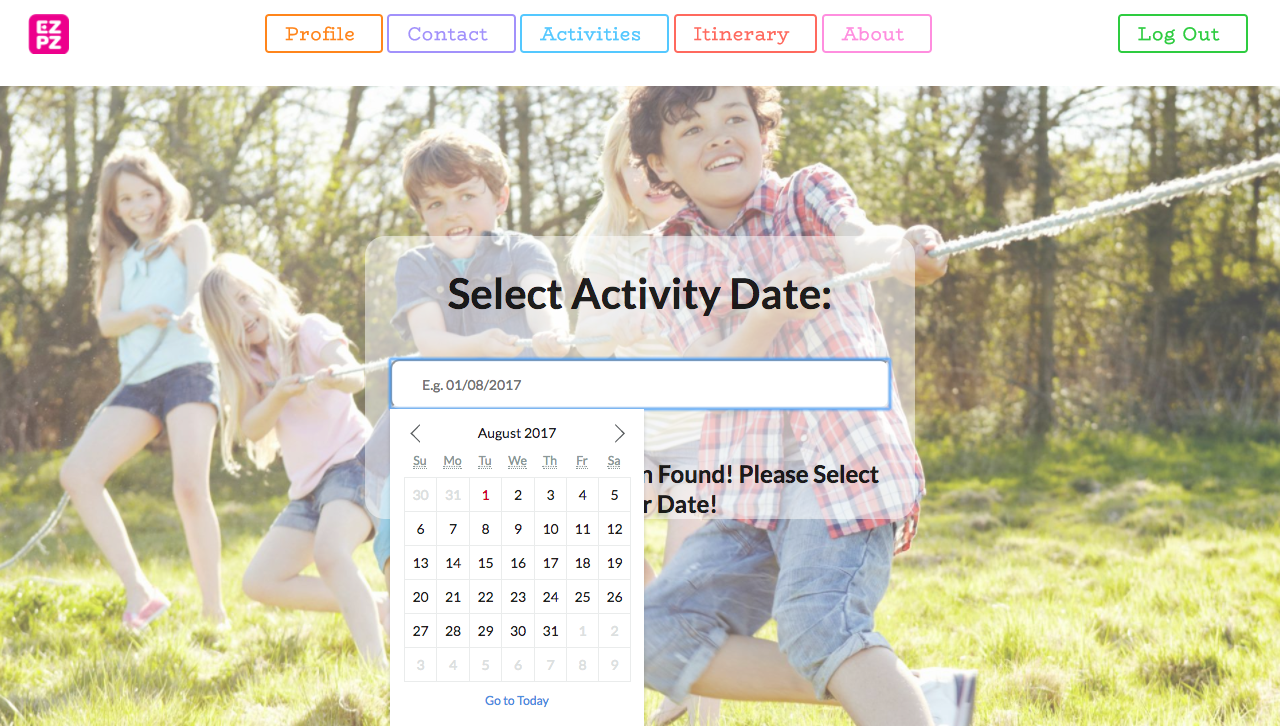 EZ
PZ
Profile
Contact
Activities
Itinerary
About
Log Out
Select Activity Date:
E.g. 01/08/2017
August 2017
Su Mo Tu We Th Fr Sa
30 31 1 2 3 4 5
6 7 8 9 10 11 12
13 14 15 16 17 18 19
20 21 22 23 24 25 26
27 28 29 30 31 1 2
3 4 5 6 7 8 9
Go to Today
Found! Please Select
Date!